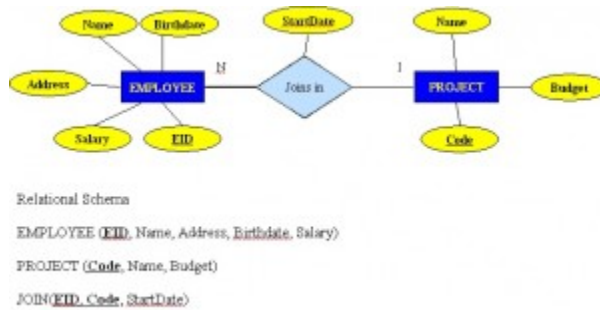 Name Birthdate StartDate Name
Address EMPLOYEE N Joins in 1 PROJECT Budget
Salary EID Code
Relational Schema
EMPLOYEE (EID, Name, Address, Birthdate, Salary)
PROJECT (Code, Name, Budget)
JOIN(EID, Code, StartDate)